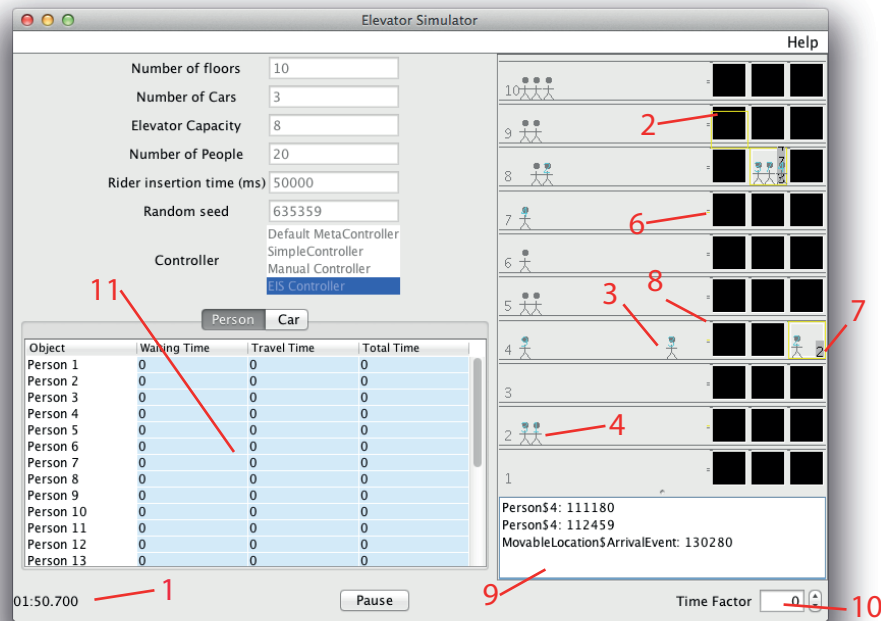 Elevator Simulator
Help
Number of floors 10
Number of Cars 3
Elevator Capacity 8
Number of People 20
Rider insertion time (ms) 50000
Random seed 635359
Controller
Default MetaController
SimpleController
Manual Controller
EIS Controller
Person Car
Object Waiting Time Travel Time Total Time
Person 1 0 0 0
Person 2 0 0 0
Person 3 0 0 0
Person 4 0 0 0
Person 5 0 0 0
Person 6 0 0 0
Person 7 0 0 0
Person 8 0 0 0
Person 9 0 0 0
Person 10 0 0 0
Person 11 0 0 0
Person 12 0 0 0
Person 13 0 0 0
01:50.700
Pause
10
9
8
7
6
5
4
2
3
2
1
Person$4: 111180
Person$4: 112459
MovableLocation$ArrivalEvent: 130280
Time Factor 0
2
6
3
8
7
11
4
1
9
10